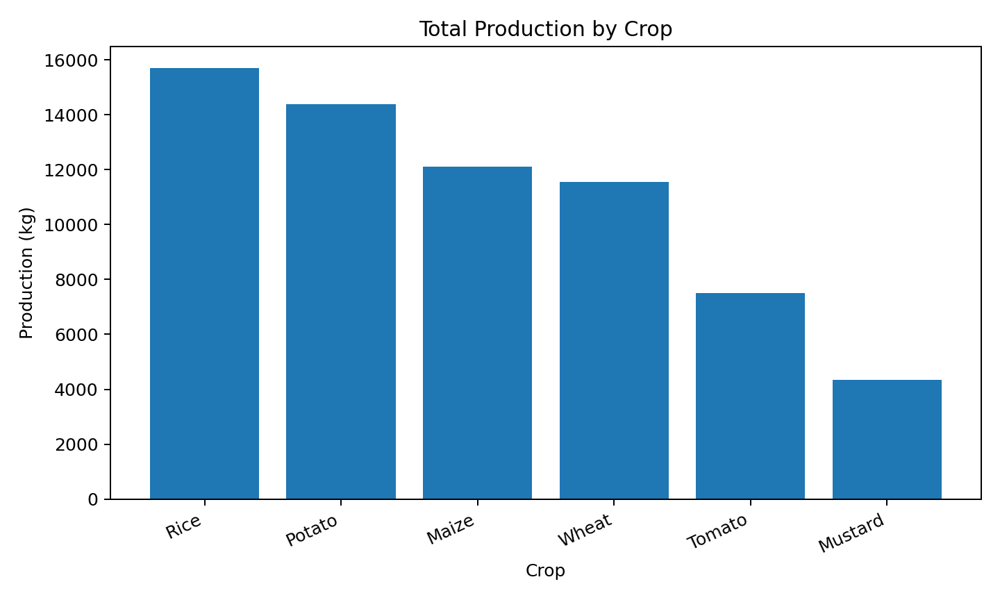 Total Production by Crop
Production (kg)
16000
14000
12000
10000
8000
6000
4000
2000
0
Rice
Potato
Maize
Wheat
Tomato
Mustard
Crop